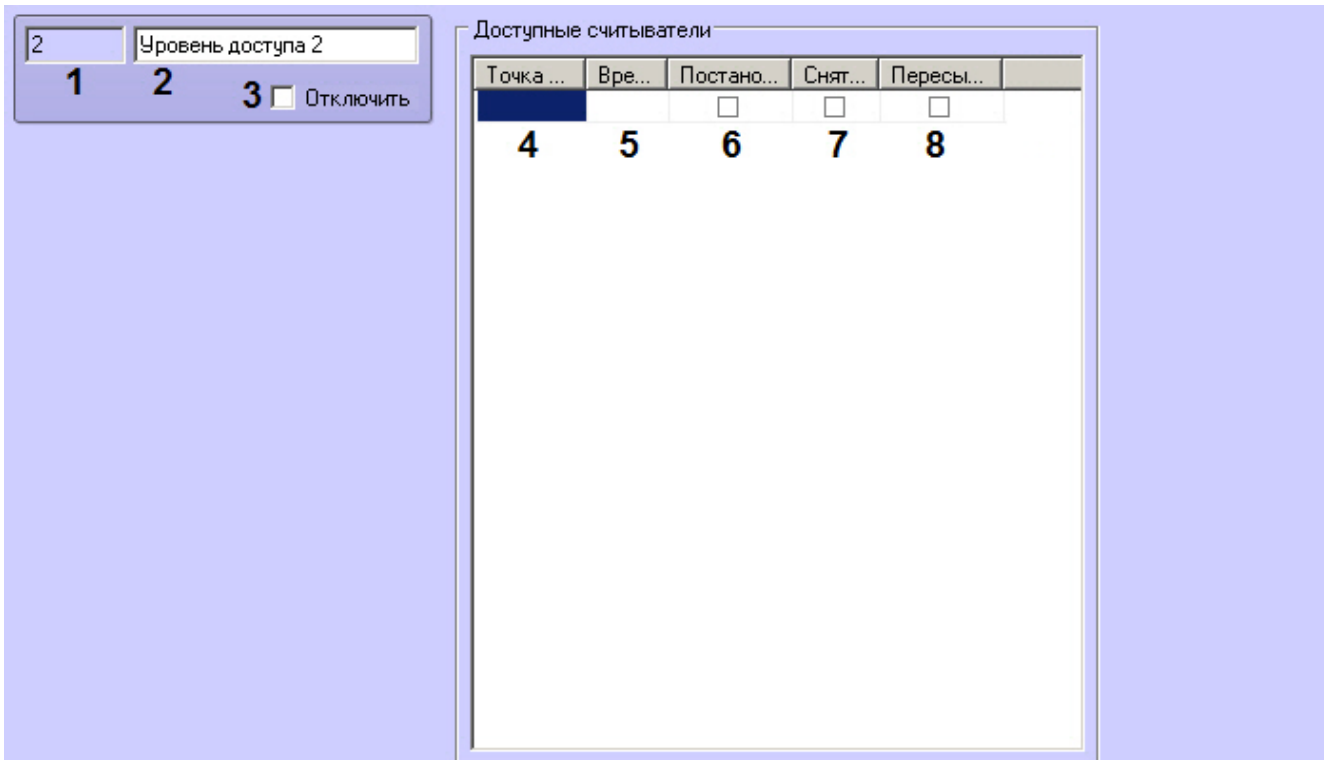 2 Уровень доступа 2
1 2 3 Отключить
Доступные считыватели
Точка ... Вре... Постано... Снят... Пересы...
4 5 6 7 8